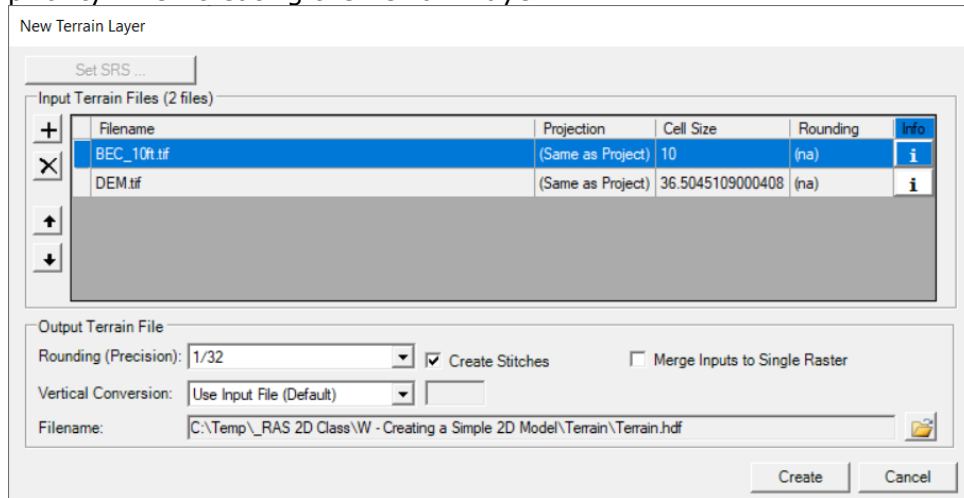 New Terrain Layer
Set SRS ...
Input Terrain Files (2 files)
Filename Projection Cell Size Rounding Info
BEC_10ft.tif (Same as Project) 10 (na) i
DEM.tif (Same as Project) 36.5045109000408 (na) i
Output Terrain File
Rounding (Precision): 1/32 Create Stitches Merge Inputs to Single Raster
Vertical Conversion: Use Input File (Default)
Filename: C:\Temp\_RAS 2D Class\W - Creating a Simple 2D Model\Terrain\Terrain.hdf
Create Cancel